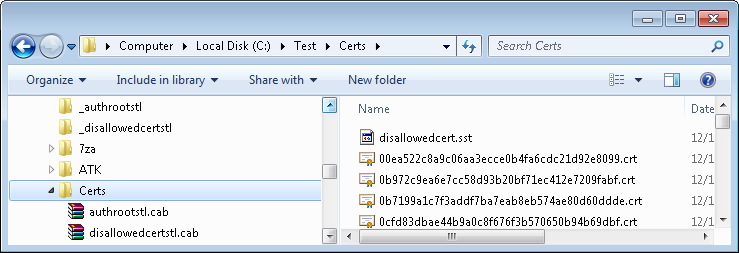 Computer ▸ Local Disk (C:) ▸ Test ▸ Certs ▸
Search Certs
Organize Include in library Share with New folder
_authrootstl
_disallowedcertstl
7za
ATK
Certs
authrootstl.cab
disallowedcertstl.cab
Name Date
disallowedcert.sst 12/1
00ea522c8a9c06aa3ecce0b4fa6cdc21d92e8099.crt 12/1
0b972c9ea6e7cc58d93b20bf71ec412e7209fabf.crt 12/1
0b7199a1c7f3addf7ba7eab8eb574ae80d60ddde.crt 12/1
0cfd83dbae44b9a0c8f676f3b570650b94b69dbf.crt 12/1